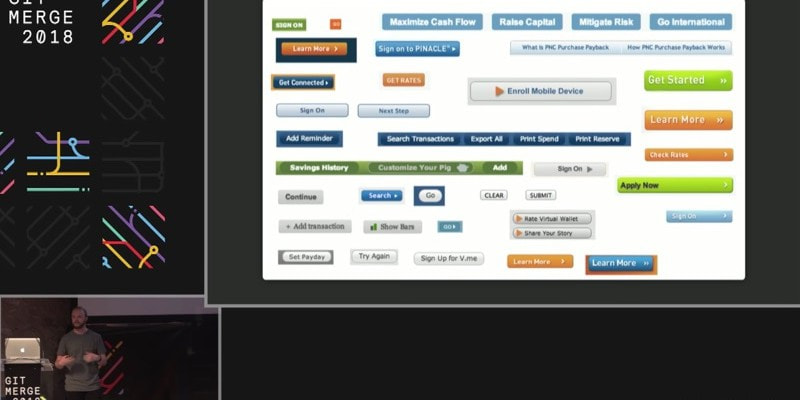 GIT
MERGE
2018
SIGN ON
GO
Maximize Cash Flow
Raise Capital
Mitigate Risk
Go International
Learn More
Sign on to PINACLE®
What is PNC Purchase Payback
How PNC Purchase Payback Works
Get Connected
GET RATES
Enroll Mobile Device
Get Started
Sign On
Next Step
Learn More
Add Reminder
Search Transactions
Export All
Print Spend
Print Reserve
Check Rates
Savings History
Customize Your Pig
Add
Sign On
Apply Now
Continue
Search
Go
CLEAR
SUBMIT
Sign On
+ Add transaction
Show Bars
GO
Rate Virtual Wallet
Share Your Story
Set Payday
Try Again
Sign Up for V.me
Learn More
Learn More
GIT
MERGE
2018